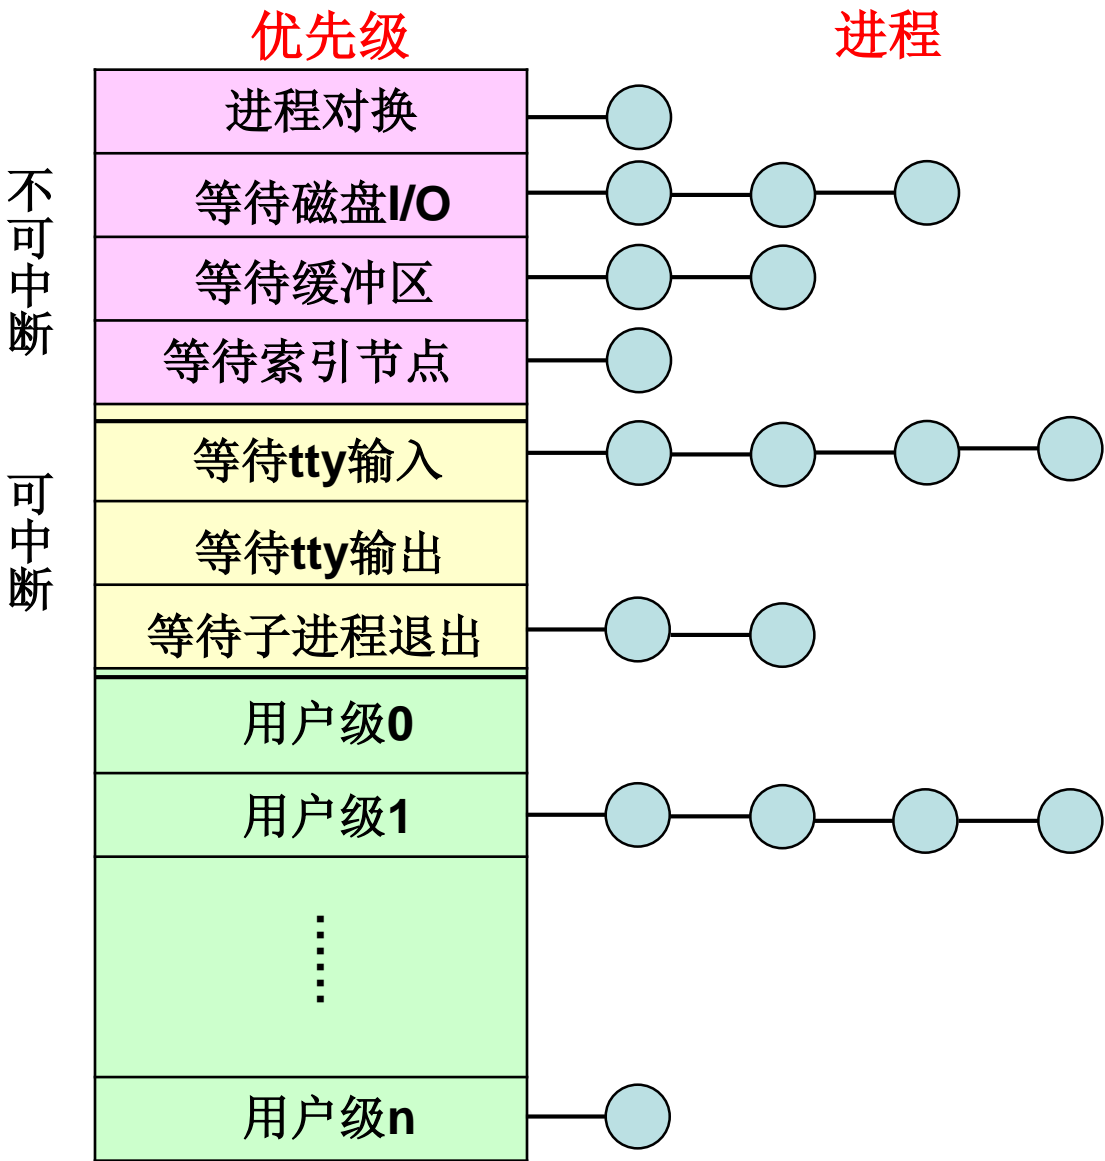 优先级
进程
不可中断
进程对换
等待磁盘I/O
等待缓冲区
等待索引节点
可中断
等待tty输入
等待tty输出
等待子进程退出
用户级0
用户级1
……
用户级n